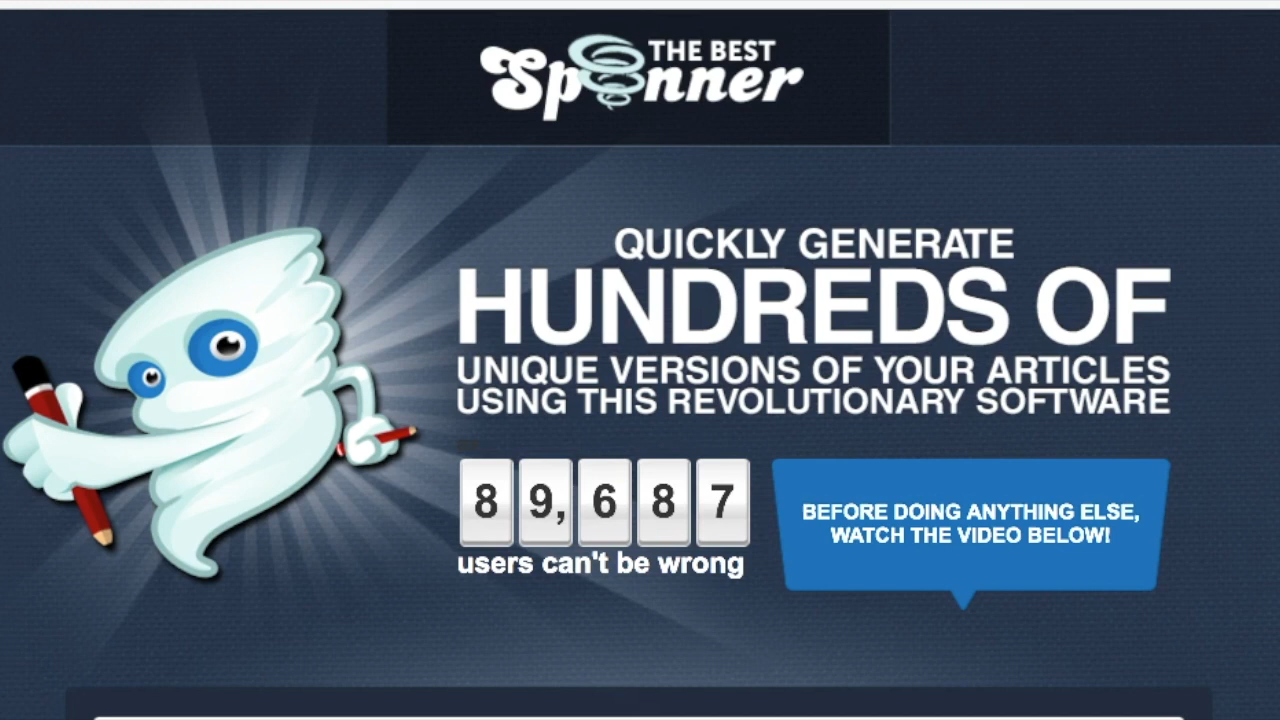 THE BEST
Spinner
QUICKLY GENERATE
HUNDREDS OF
UNIQUE VERSIONS OF YOUR ARTICLES
USING THIS REVOLUTIONARY SOFTWARE
89,687
users can't be wrong
BEFORE DOING ANYTHING ELSE,
WATCH THE VIDEO BELOW!